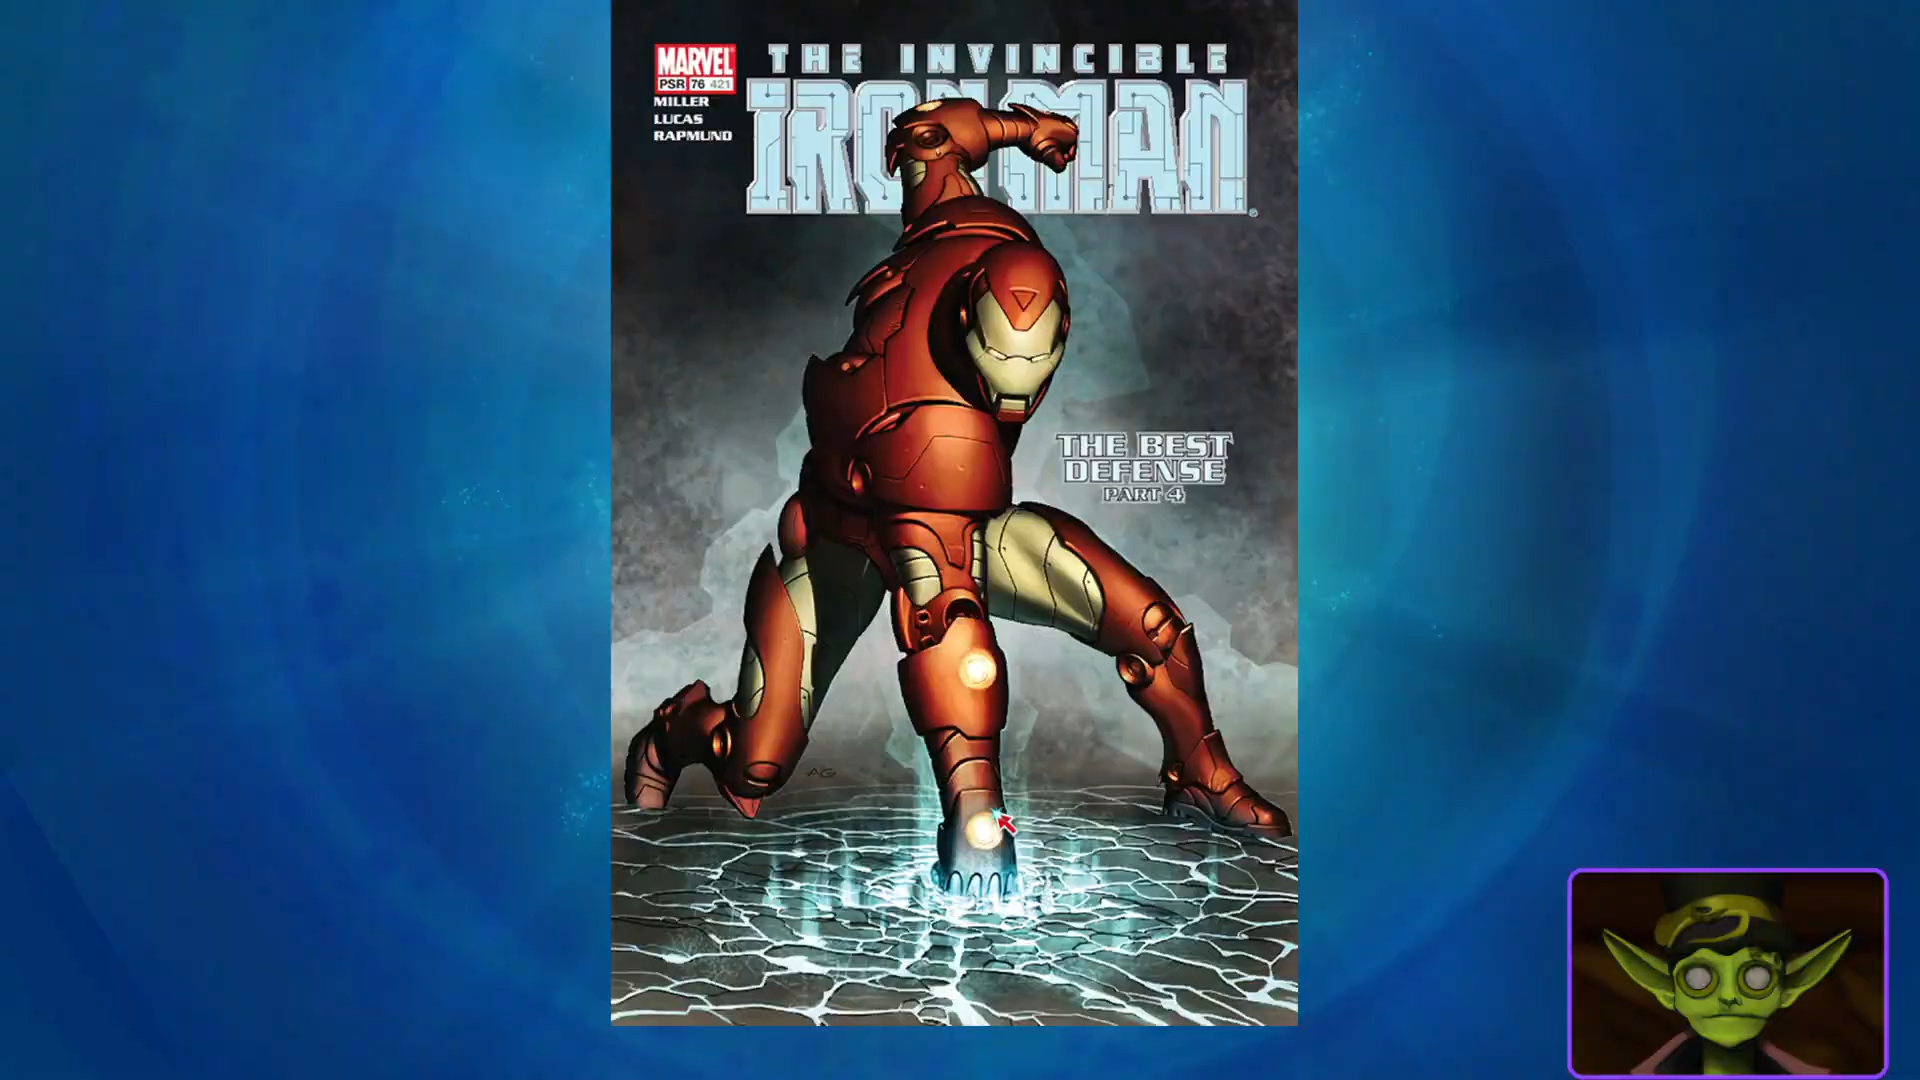 MARVEL
PSR 76 421
MILLER
LUCAS
RAPMUND
THE INVINCIBLE
IRON MAN
THE BEST
DEFENSE
PART 4
AG